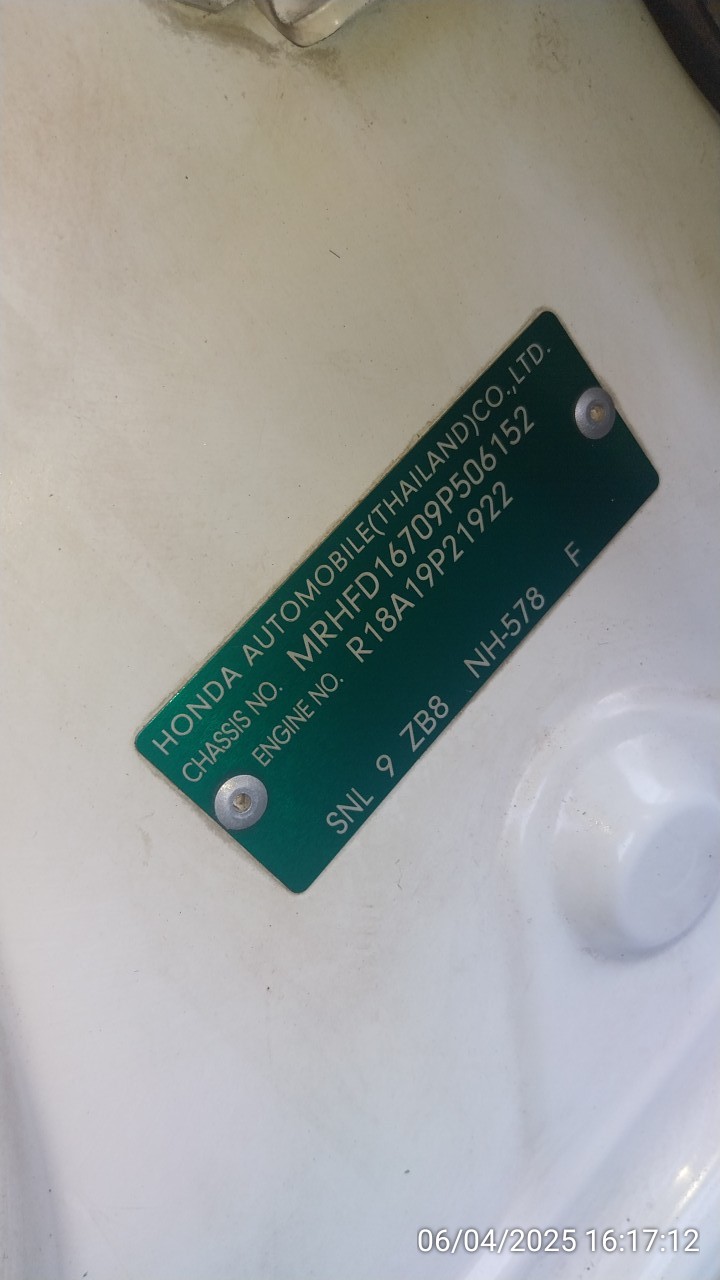 HONDA AUTOMOBILE(THAILAND)CO.,LTD.
CHASSIS NO. MRHFD16709P506152
ENGINE NO. R18A19P21922
SNL 9 ZB8 NH-578 F
06/04/2025 16:17:12